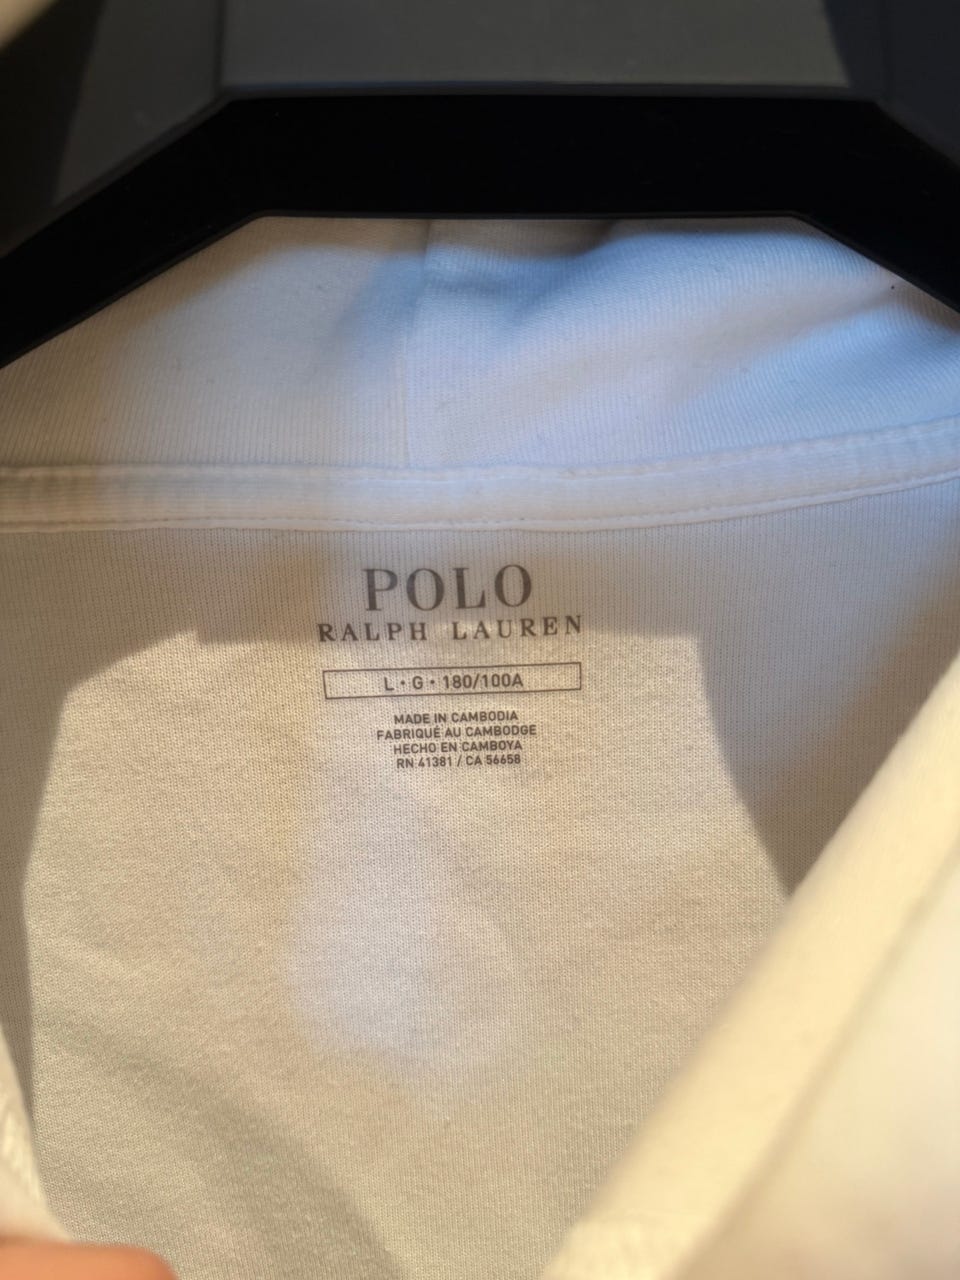 POLO
RALPH LAUREN
L • G • 180/100A
MADE IN CAMBODIA
FABRIQUÉ AU CAMBODGE
HECHO EN CAMBOYA
RN 41381 / CA 56658